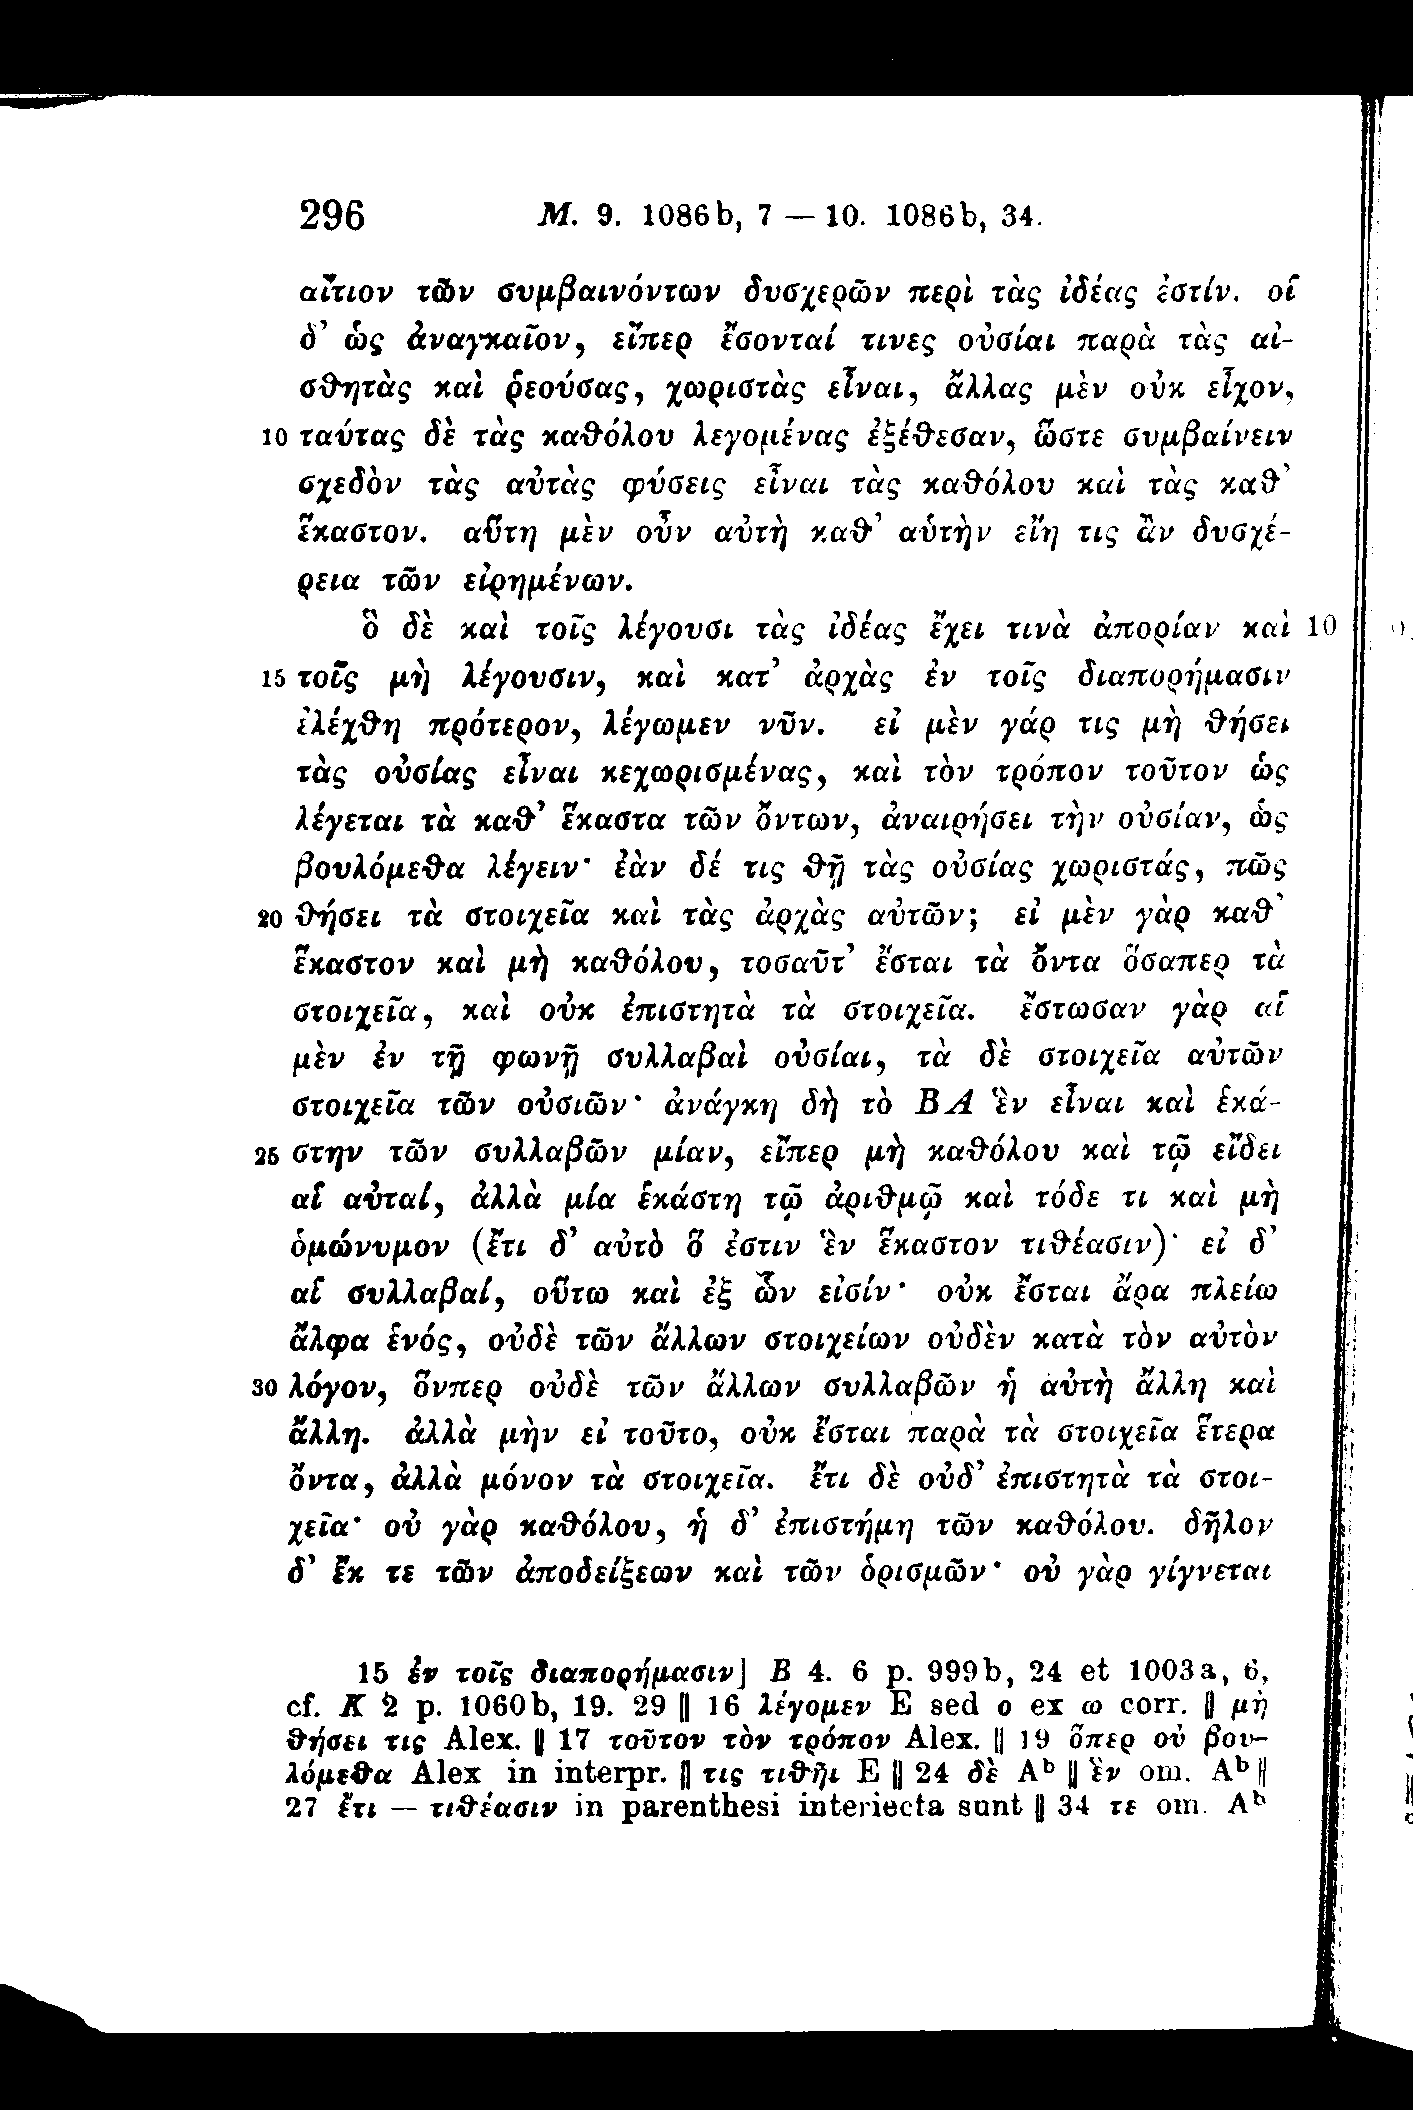 296 M. 9. 1086b, 7 — 10. 1086b, 34.
αἴτιον τῶν συμβαινόντων δυσχερῶν περὶ τὰς ἰδέας ἐστίν. οἱ
δ᾽ ὡς ἀναγκαῖον, εἴπερ ἔσονταί τινες οὐσίαι παρὰ τὰς αἰ-
σθητὰς καὶ ῥεούσας, χωριστὰς εἶναι, ἄλλας μὲν οὐκ εἶχον,
10 ταύτας δὲ τὰς καθόλου λεγομένας ἐξέθεσαν, ὥστε συμβαίνειν
σχεδὸν τὰς αὐτὰς φύσεις εἶναι τὰς καθόλου καὶ τὰς καθ᾽
ἕκαστον. αὕτη μὲν οὖν αὐτὴ καθ᾽ αὑτὴν εἴη τις ἂν δυσχέ-
ρεια τῶν εἰρημένων.
ὃ δὲ καὶ τοῖς λέγουσι τὰς ἰδέας ἔχει τινὰ ἀπορίαν καὶ 10
15 τοῖς μὴ λέγουσιν, καὶ κατ᾽ ἀρχὰς ἐν τοῖς διαπορήμασιν
ἐλέχθη πρότερον, λέγωμεν νῦν. εἰ μὲν γάρ τις μὴ θήσει
τὰς οὐσίας εἶναι κεχωρισμένας, καὶ τὸν τρόπον τοῦτον ὡς
λέγεται τὰ καθ᾽ ἕκαστα τῶν ὄντων, ἀναιρήσει τὴν οὐσίαν, ὡς
βουλόμεθα λέγειν· ἐὰν δέ τις θῇ τὰς οὐσίας χωριστάς, πῶς
20 θήσει τὰ στοιχεῖα καὶ τὰς ἀρχὰς αὐτῶν; εἰ μὲν γὰρ καθ᾽
ἕκαστον καὶ μὴ καθόλου, τοσαῦτ᾽ ἔσται τὰ ὄντα ὅσαπερ τὰ
στοιχεῖα, καὶ οὐκ ἐπιστητὰ τὰ στοιχεῖα. ἔστωσαν γὰρ αἱ
μὲν ἐν τῇ φωνῇ συλλαβαὶ οὐσίαι, τὰ δὲ στοιχεῖα αὐτῶν
στοιχεῖα τῶν οὐσιῶν· ἀνάγκη δὴ τὸ ΒΑ ἓν εἶναι καὶ ἑκά-
25 στην τῶν συλλαβῶν μίαν, εἴπερ μὴ καθόλου καὶ τῷ εἴδει
αἱ αὐταί, ἀλλὰ μία ἑκάστη τῷ ἀριθμῷ καὶ τόδε τι καὶ μὴ
ὁμώνυμον (ἔτι δ᾽ αὐτὸ ὅ ἐστιν ἓν ἕκαστον τιθέασιν)· εἰ δ᾽
αἱ συλλαβαί, οὕτω καὶ ἐξ ὧν εἰσίν· οὐκ ἔσται ἄρα πλείω
ἄλφα ἑνός, οὐδὲ τῶν ἄλλων στοιχείων οὐδὲν κατὰ τὸν αὐτὸν
30 λόγον, ὅνπερ οὐδὲ τῶν ἄλλων συλλαβῶν ἡ αὐτὴ ἄλλη καὶ
ἄλλη. ἀλλὰ μὴν εἰ τοῦτο, οὐκ ἔσται παρὰ τὰ στοιχεῖα ἕτερα
ὄντα, ἀλλὰ μόνον τὰ στοιχεῖα. ἔτι δὲ οὐδ᾽ ἐπιστητὰ τὰ στοι-
χεῖα· οὐ γὰρ καθόλου, ἡ δ᾽ ἐπιστήμη τῶν καθόλου. δῆλον
δ᾽ ἔκ τε τῶν ἀποδείξεων καὶ τῶν ὁρισμῶν· οὐ γὰρ γίγνεται
15 ἐν τοῖς διαπορήμασιν] B 4. 6 p. 999b, 24 et 1003a, 6,
cf. K 2 p. 1060b, 19. 29 || 16 λέγομεν E sed ο ex ω corr. || μὴ
θήσει τις Alex. || 17 τοῦτον τὸν τρόπον Alex. || 19 ὅπερ οὐ βου-
λόμεθα Alex in interpr. || τις τιθῆι E || 24 δὲ Aᵇ || ἓν om. Aᵇ ||
27 ἔτι — τιθέασιν in parenthesi interiecta sunt || 34 τε om. Aᵇ